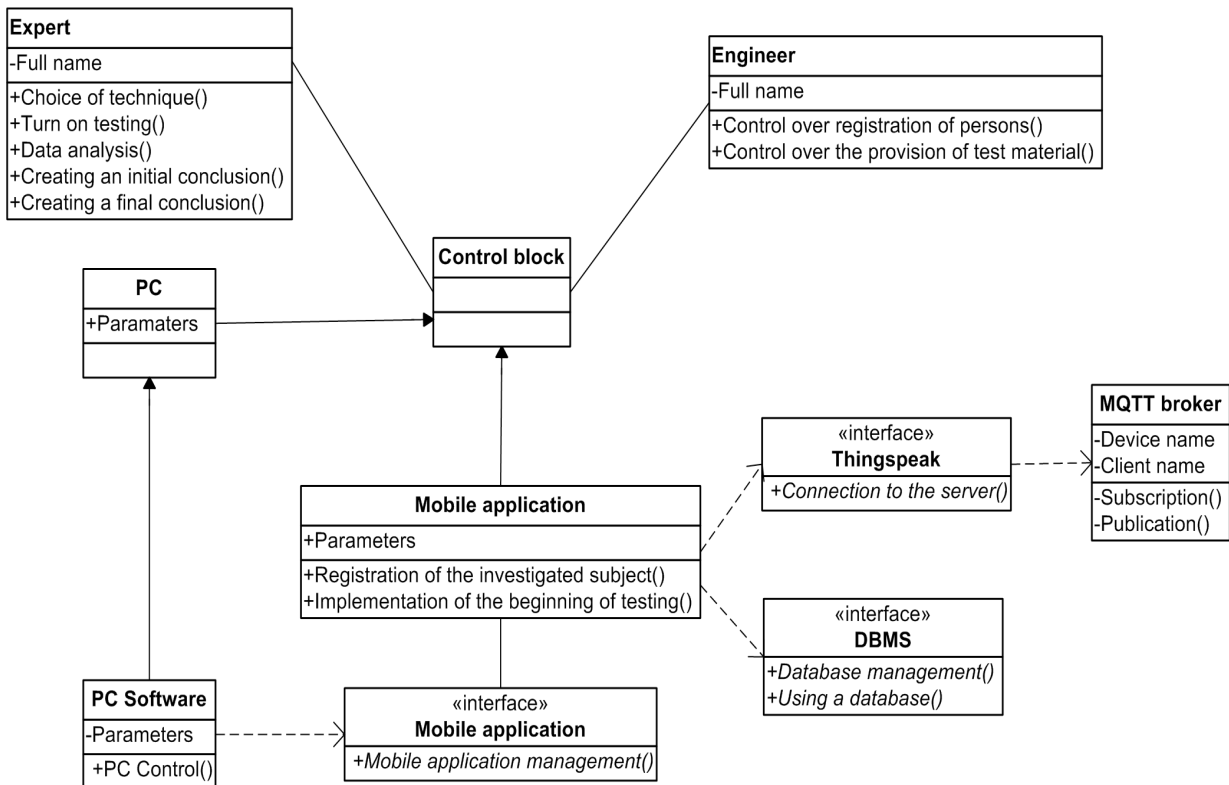 Expert
-Full name
+Choice of technique()
+Turn on testing()
+Data analysis()
+Creating an initial conclusion()
+Creating a final conclusion()
Engineer
-Full name
+Control over registration of persons()
+Control over the provision of test material()
Control block
PC
+Paramaters
Mobile application
+Parameters
+Registration of the investigated subject()
+Implementation of the beginning of testing()
«interface»
Thingspeak
+Connection to the server()
MQTT broker
-Device name
-Client name
-Subscription()
-Publication()
«interface»
DBMS
+Database management()
+Using a database()
PC Software
-Parameters
+PC Control()
«interface»
Mobile application
+Mobile application management()